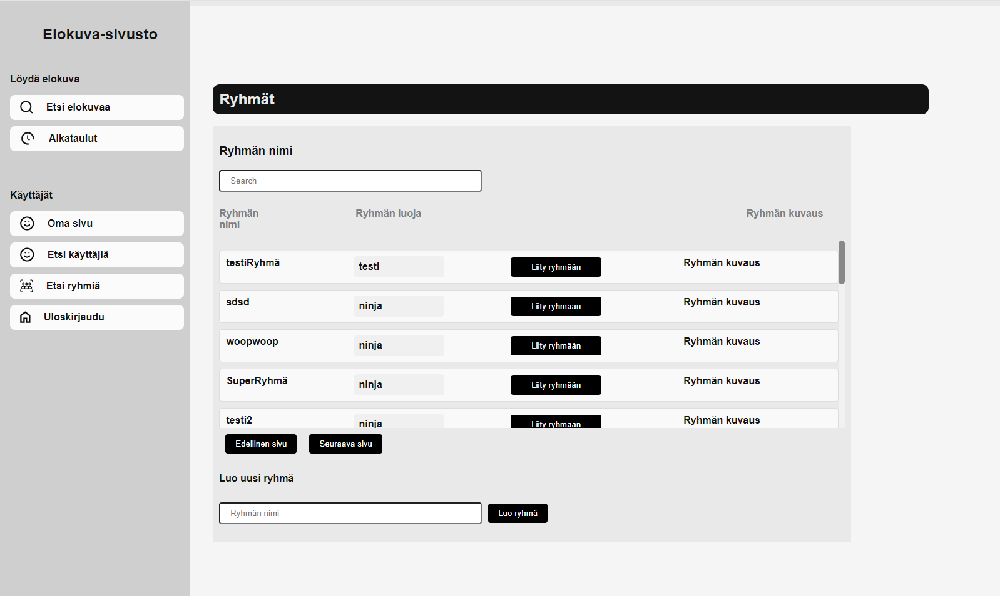 Elokuva-sivusto
Löydä elokuva
Etsi elokuvaa
Aikataulut
Käyttäjät
Oma sivu
Etsi käyttäjiä
Etsi ryhmiä
Uloskirjaudu
Ryhmät
Ryhmän nimi
Search
Ryhmän nimi Ryhmän luoja Ryhmän kuvaus
testiRyhmä testi Liity ryhmään Ryhmän kuvaus
sdsd ninja Liity ryhmään Ryhmän kuvaus
woopwoop ninja Liity ryhmään Ryhmän kuvaus
SuperRyhmä ninja Liity ryhmään Ryhmän kuvaus
testi2 ninja Liity ryhmään Ryhmän kuvaus
Edellinen sivu Seuraava sivu
Luo uusi ryhmä
Ryhmän nimi Luo ryhmä